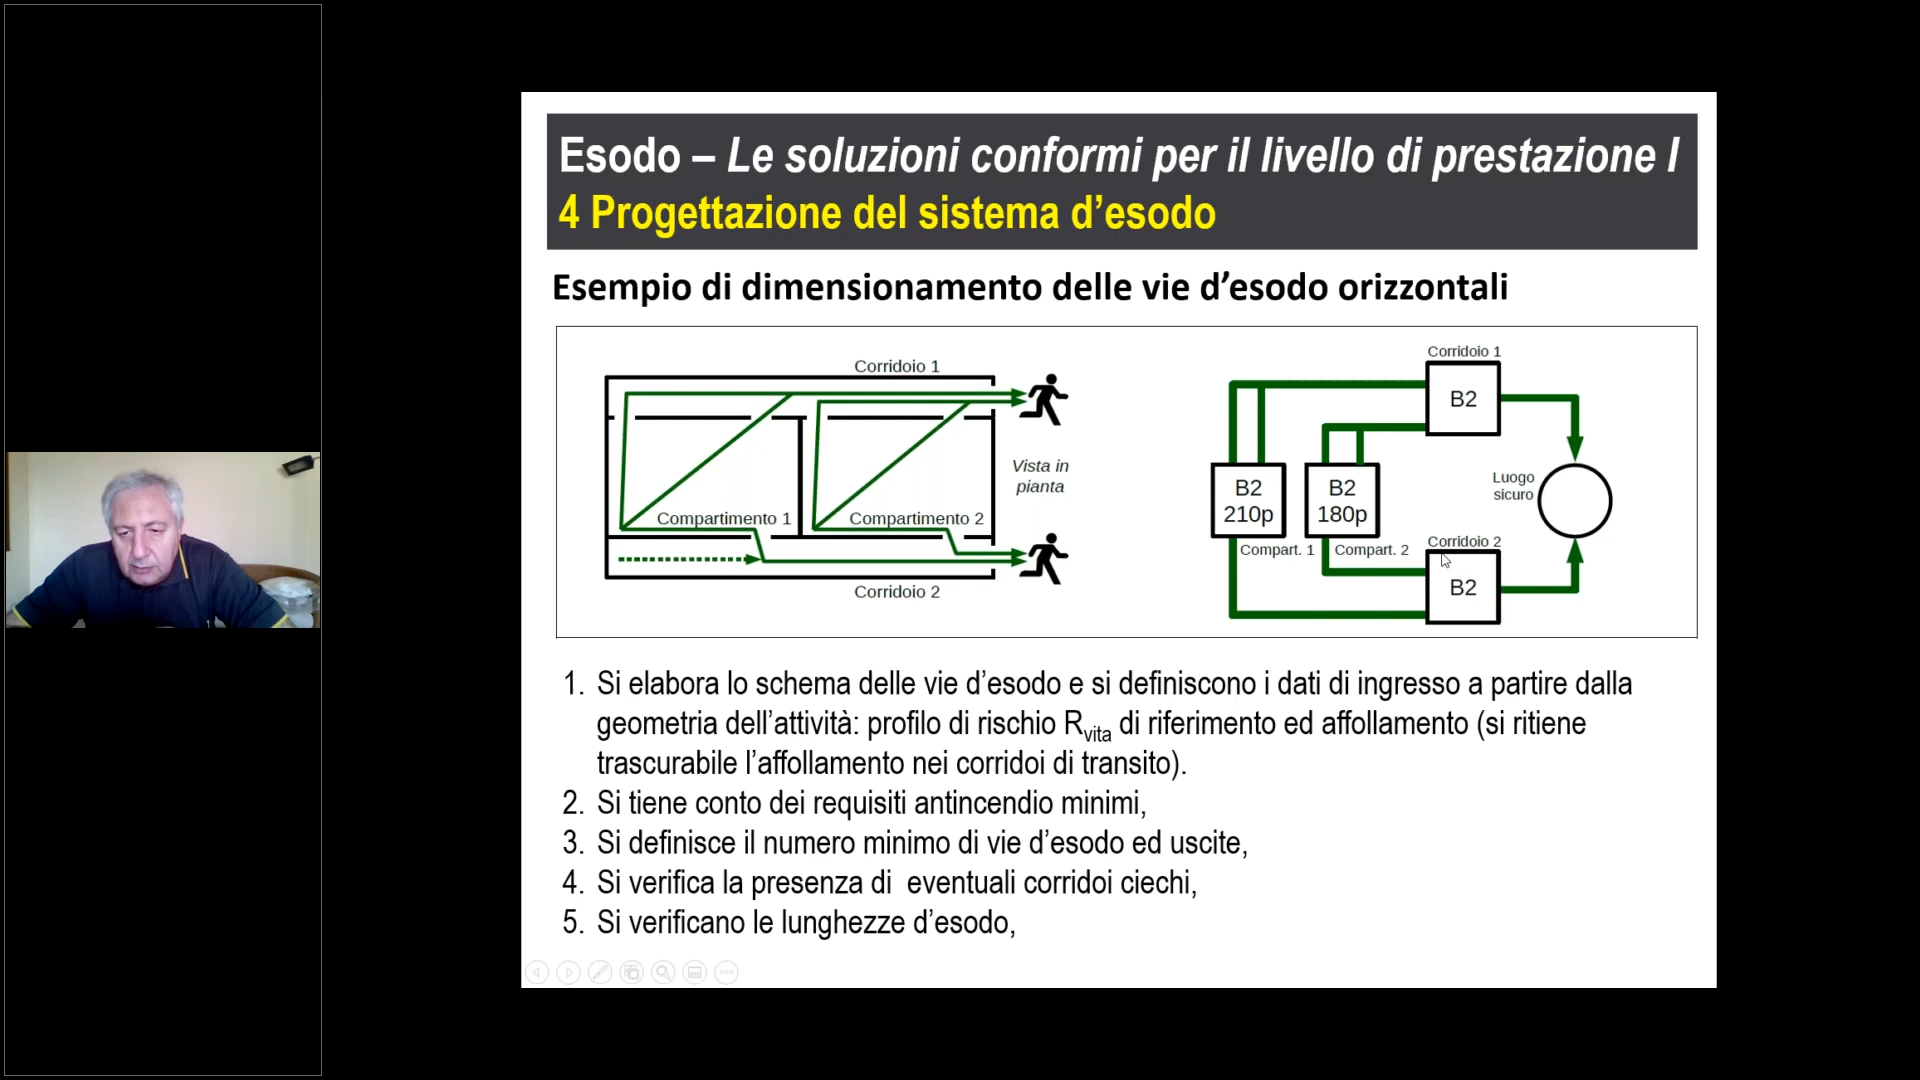 Esodo – Le soluzioni conformi per il livello di prestazione I
4 Progettazione del sistema d’esodo
Esempio di dimensionamento delle vie d’esodo orizzontali
Corridoio 1
Compartimento 1
Compartimento 2
Corridoio 2
Vista in
pianta
Corridoio 1
B2
B2
210p
B2
180p
Compart. 1
Compart. 2
Luogo
sicuro
Corridoio 2
B2
1. Si elabora lo schema delle vie d’esodo e si definiscono i dati di ingresso a partire dalla
geometria dell’attività: profilo di rischio Rvita di riferimento ed affollamento (si ritiene
trascurabile l’affollamento nei corridoi di transito).
2. Si tiene conto dei requisiti antincendio minimi,
3. Si definisce il numero minimo di vie d’esodo ed uscite,
4. Si verifica la presenza di eventuali corridoi ciechi,
5. Si verificano le lunghezze d’esodo,